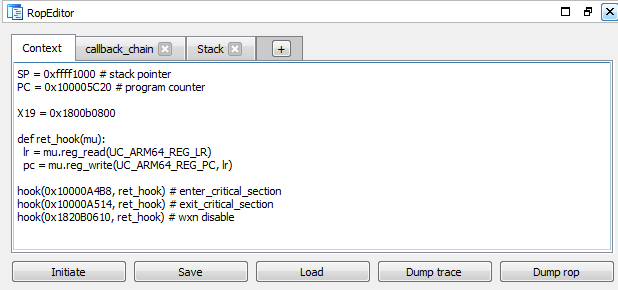 RopEditor
Context
callback_chain
Stack
+
SP = 0xffff1000 # stack pointer
PC = 0x100005C20 # program counter
X19 = 0x1800b0800
def ret_hook(mu):
lr = mu.reg_read(UC_ARM64_REG_LR)
pc = mu.reg_write(UC_ARM64_REG_PC, lr)
hook(0x10000A4B8, ret_hook) # enter_critical_section
hook(0x10000A514, ret_hook) # exit_critical_section
hook(0x1820B0610, ret_hook) # wxn disable
Initiate
Save
Load
Dump trace
Dump rop